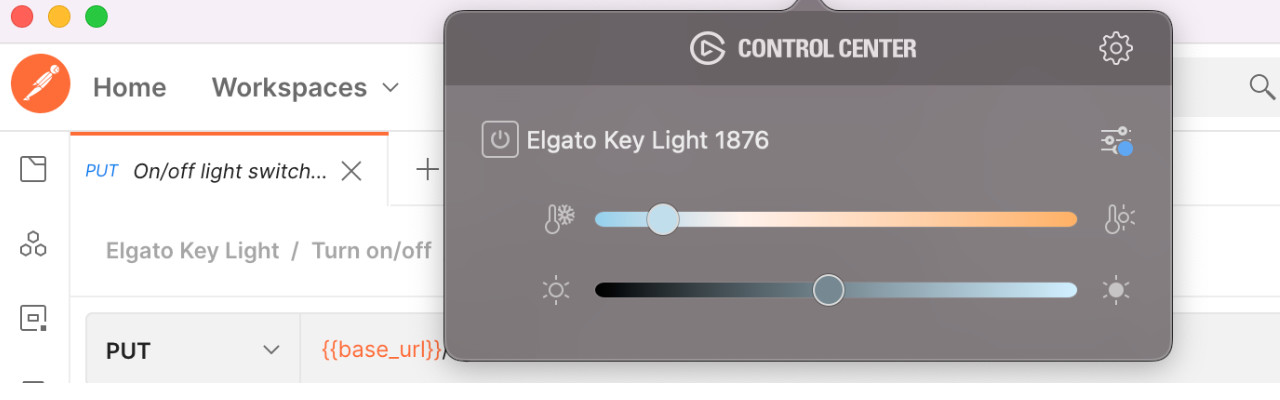 CONTROL CENTER
Home Workspaces
Elgato Key Light 1876
PUT On/off light switch...
Elgato Key Light / Turn on/off
PUT {{base_url}}/